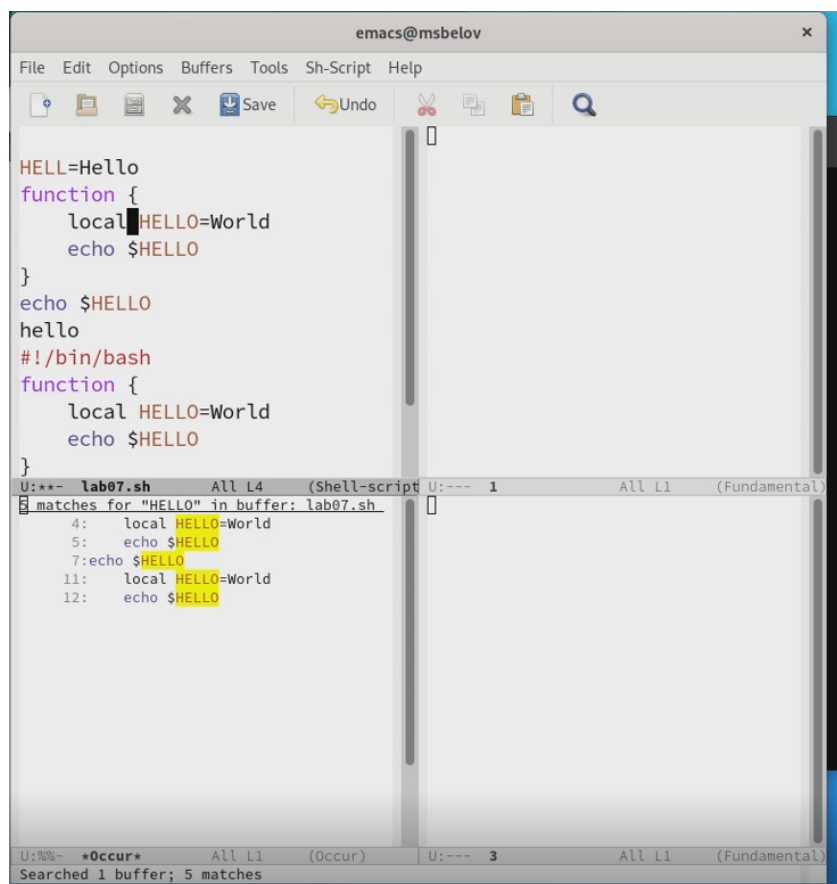 emacs@msbelov ×
File Edit Options Buffers Tools Sh-Script Help
Save Undo
HELL=Hello
function {
    local HELLO=World
    echo $HELLO
}
echo $HELLO
hello
#!/bin/bash
function {
    local HELLO=World
    echo $HELLO
}
U:**-  lab07.sh       All L4     (Shell-script
U:---  1              All L1     (Fundamental)
5 matches for "HELLO" in buffer: lab07.sh
      4:    local HELLO=World
      5:    echo $HELLO
      7:echo $HELLO
     11:    local HELLO=World
     12:    echo $HELLO
U:%%-  *Occur*        All L1     (Occur)
U:---  3              All L1     (Fundamental)
Searched 1 buffer; 5 matches